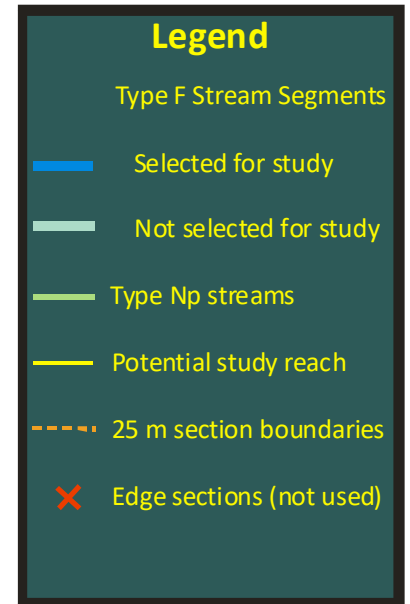 Legend
Type F Stream Segments
Selected for study
Not selected for study
Type Np streams
Potential study reach
25 m section boundaries
Edge sections (not used)